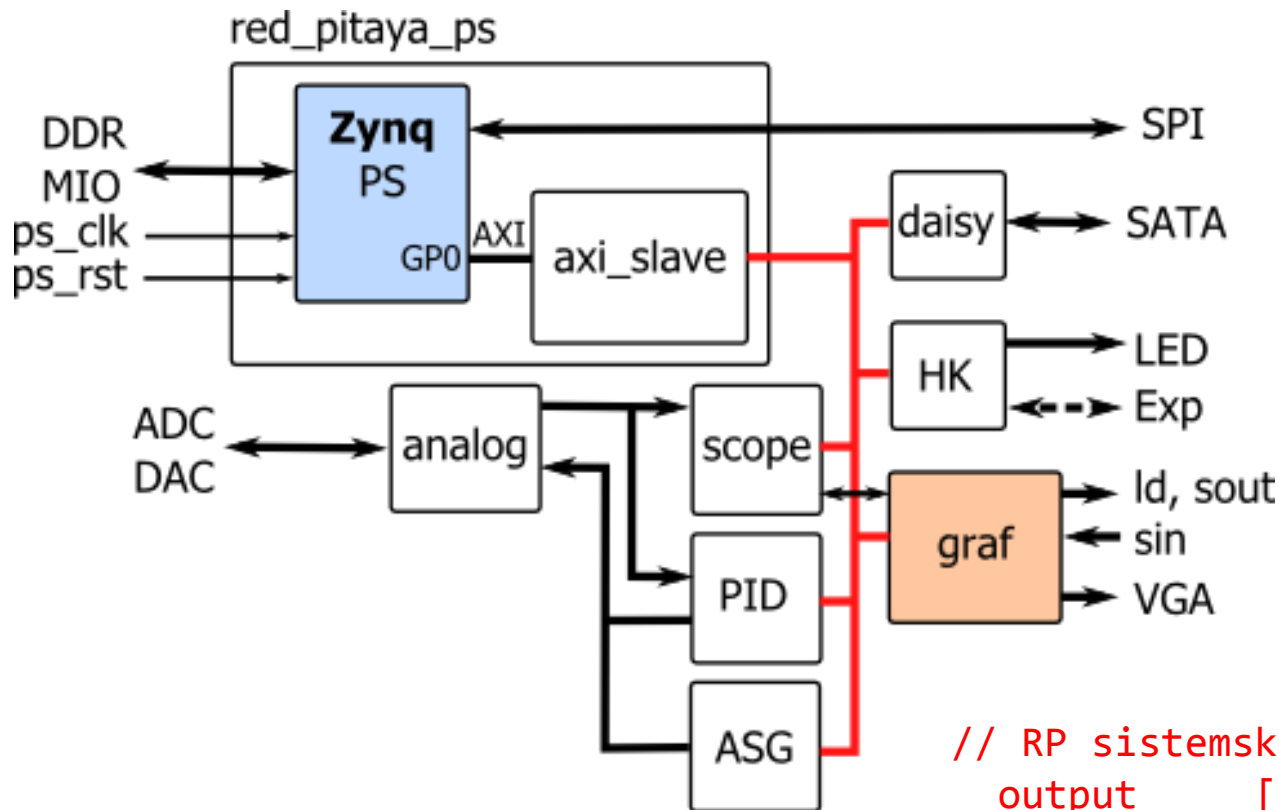 red_pitaya_ps
DDR
MIO
ps_clk
ps_rst
Zynq
PS
GP0
AXI
axi_slave
SPI
daisy
SATA
HK
LED
Exp
ADC
DAC
analog
scope
graf
ld, sout
sin
VGA
PID
ASG
// RP sistemsk
output [